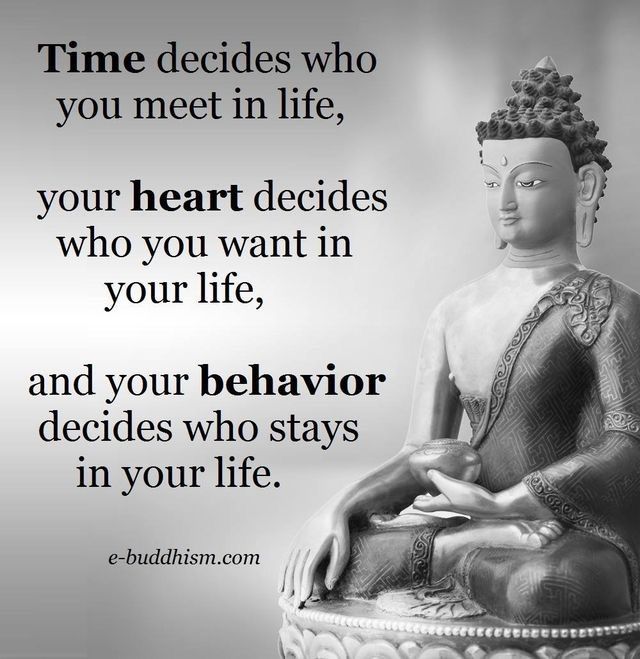 Time decides who
you meet in life,
your heart decides
who you want in
your life,
and your behavior
decides who stays
in your life.
e-buddhism.com